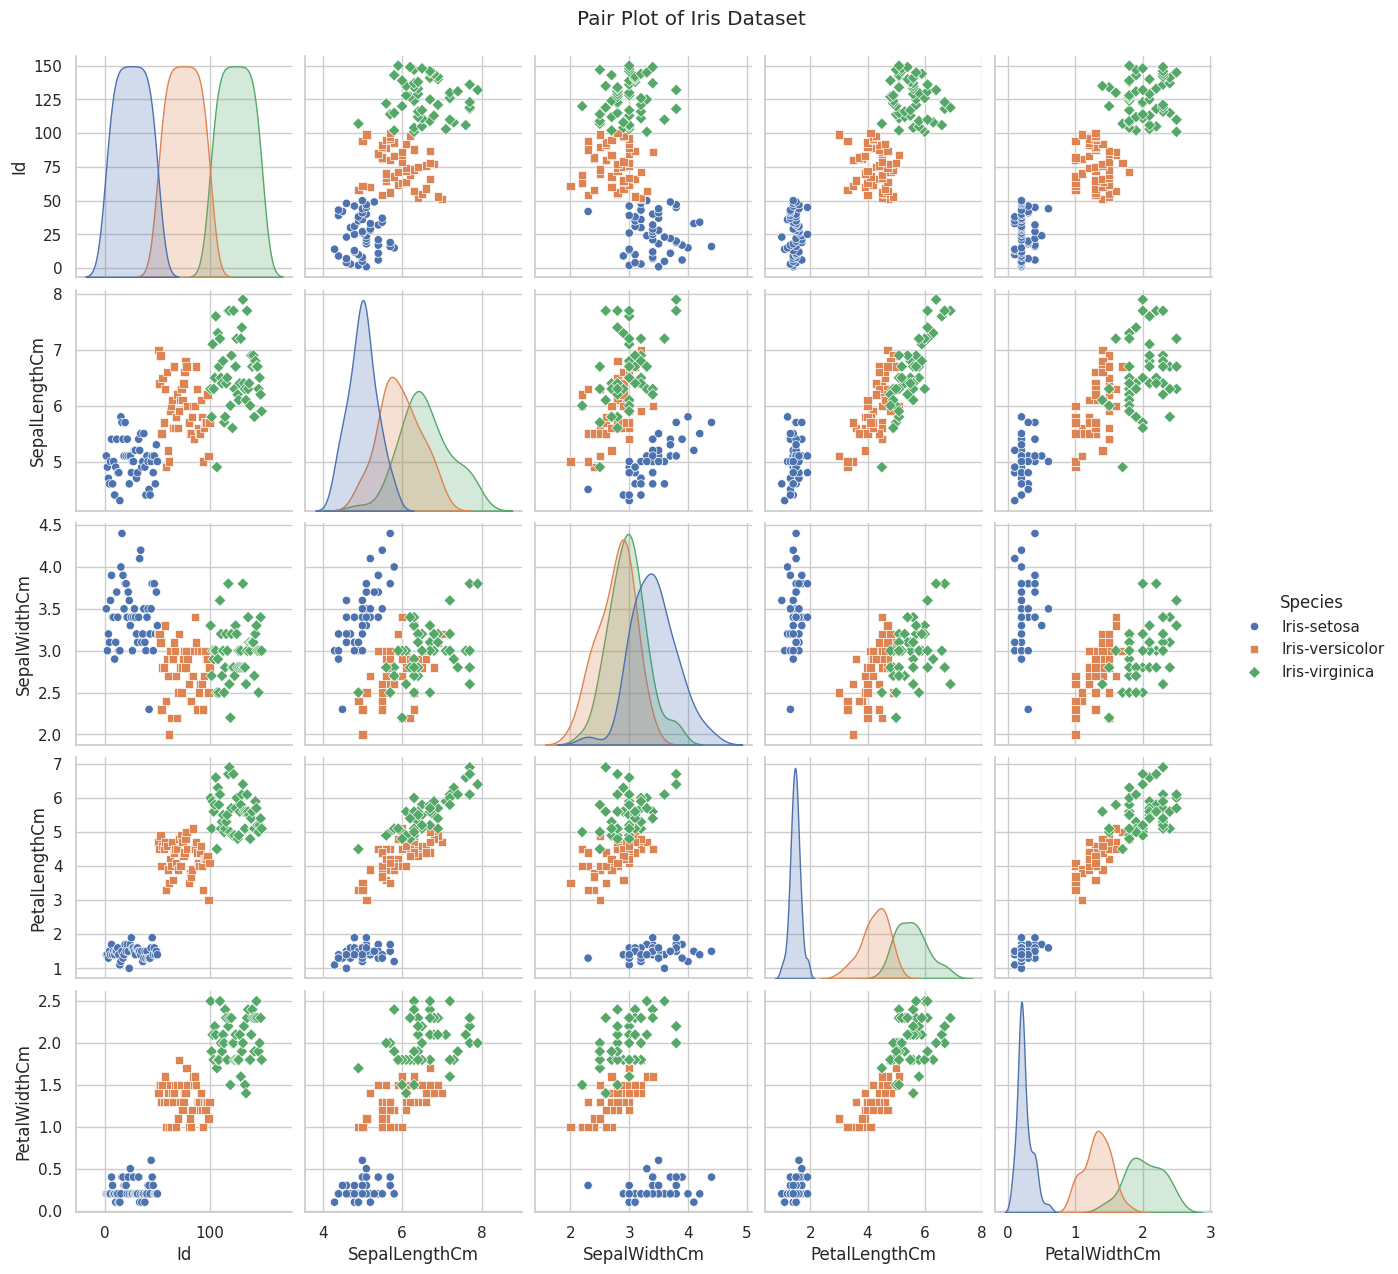 Pair Plot of Iris Dataset
150
125
100
75
50
25
0
Id
8
7
6
5
SepalLengthCm
4.5
4.0
3.5
3.0
2.5
2.0
SepalWidthCm
Species
Iris-setosa
Iris-versicolor
Iris-virginica
7
6
5
4
3
2
1
PetalLengthCm
2.5
2.0
1.5
1.0
0.5
0.0
PetalWidthCm
0 100
4 6 8
2 3 4 5
2 4 6 8
0 1 2 3
Id
SepalLengthCm
SepalWidthCm
PetalLengthCm
PetalWidthCm